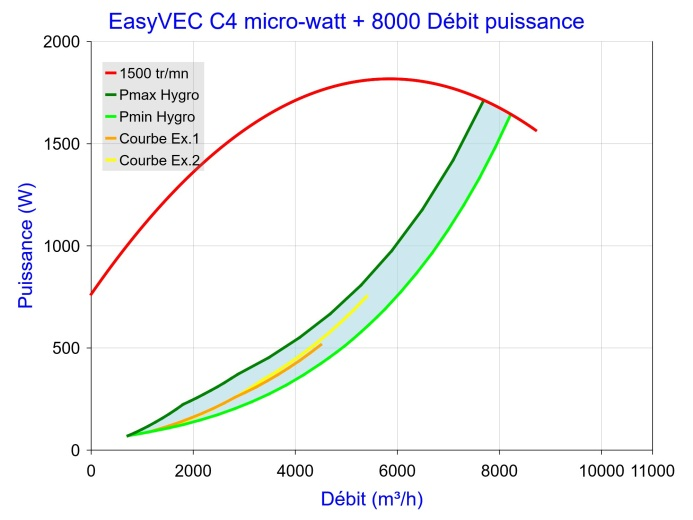 EasyVEC C4 micro-watt + 8000 Débit puissance
2000
1500
1000
500
0
Puissance (W)
1500 tr/mn
Pmax Hygro
Pmin Hygro
Courbe Ex.1
Courbe Ex.2
0 2000 4000 6000 8000 10000 11000
Débit (m³/h)